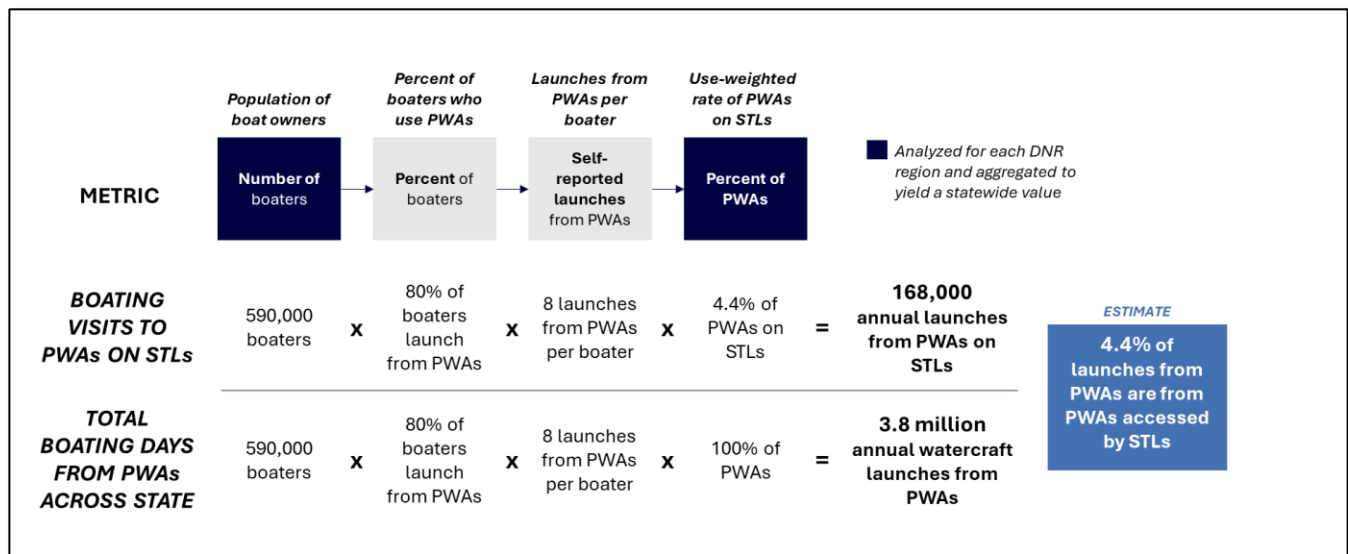 Population of
boat owners
Percent of
boaters who
use PWAs
Launches from
PWAs per
boater
Use-weighted
rate of PWAs
on STLs
METRIC
Number of
boaters
Percent of
boaters
Self-
reported
launches
from PWAs
Percent of
PWAs
Analyzed for each DNR
region and aggregated to
yield a statewide value
BOATING
VISITS TO
PWAs ON STLs
590,000
boaters
x
80% of
boaters
launch
from PWAs
x
8 launches
from PWAs
per boater
x
4.4% of
PWAs on
STLs
=
168,000
annual launches
from PWAs on
STLs
TOTAL
BOATING DAYS
FROM PWAs
ACROSS STATE
590,000
boaters
x
80% of
boaters
launch
from PWAs
x
8 launches
from PWAs
per boater
x
100% of
PWAs
=
3.8 million
annual watercraft
launches from
PWAs
ESTIMATE
4.4% of
launches from
PWAs are from
PWAs accessed
by STLs